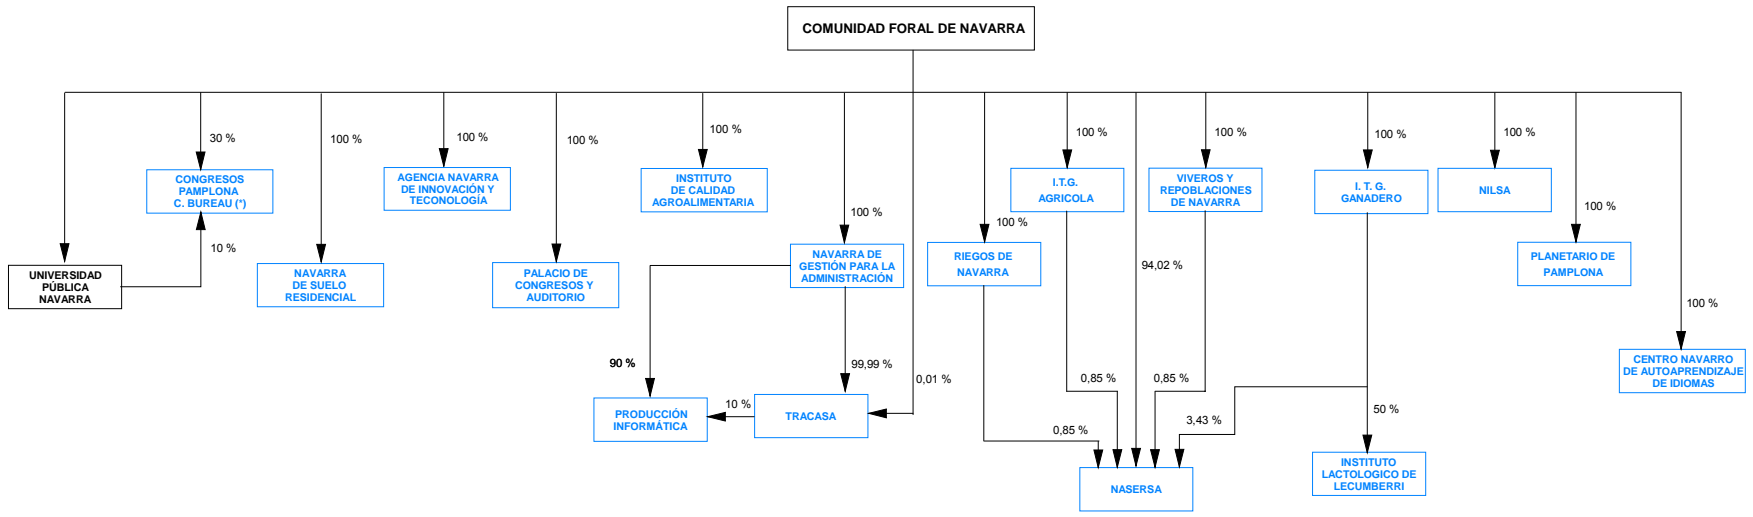 COMUNIDAD FORAL DE NAVARRA
30 %
100 %
100 %
100 %
100 %
100 %
100 %
100 %
100 %
100 %
CONGRESOS
PAMPLONA
C. BUREAU (*)
AGENCIA NAVARRA
DE INNOVACIÓN Y
TECONOLOGÍA
INSTITUTO
DE CALIDAD
AGROALIMENTARIA
I.T.G.
AGRICOLA
VIVEROS Y
REPOBLACIONES
DE NAVARRA
I. T. G.
GANADERO
NILSA
10 %
100 %
100 %
100 %
UNIVERSIDAD
PÚBLICA
NAVARRA
NAVARRA
DE SUELO
RESIDENCIAL
PALACIO DE
CONGRESOS Y
AUDITORIO
NAVARRA DE
GESTIÓN PARA LA
ADMINISTRACIÓN
RIEGOS DE
NAVARRA
94,02 %
PLANETARIO DE
PAMPLONA
100 %
90 %
99,99 %
0,01 %
0,85 %
0,85 %
CENTRO NAVARRO
DE AUTOAPRENDIZAJE
DE IDIOMAS
PRODUCCIÓN
INFORMÁTICA
10 %
TRACASA
0,85 %
3,43 %
50 %
NASERSA
INSTITUTO
LACTOLOGICO DE
LECUMBERRI